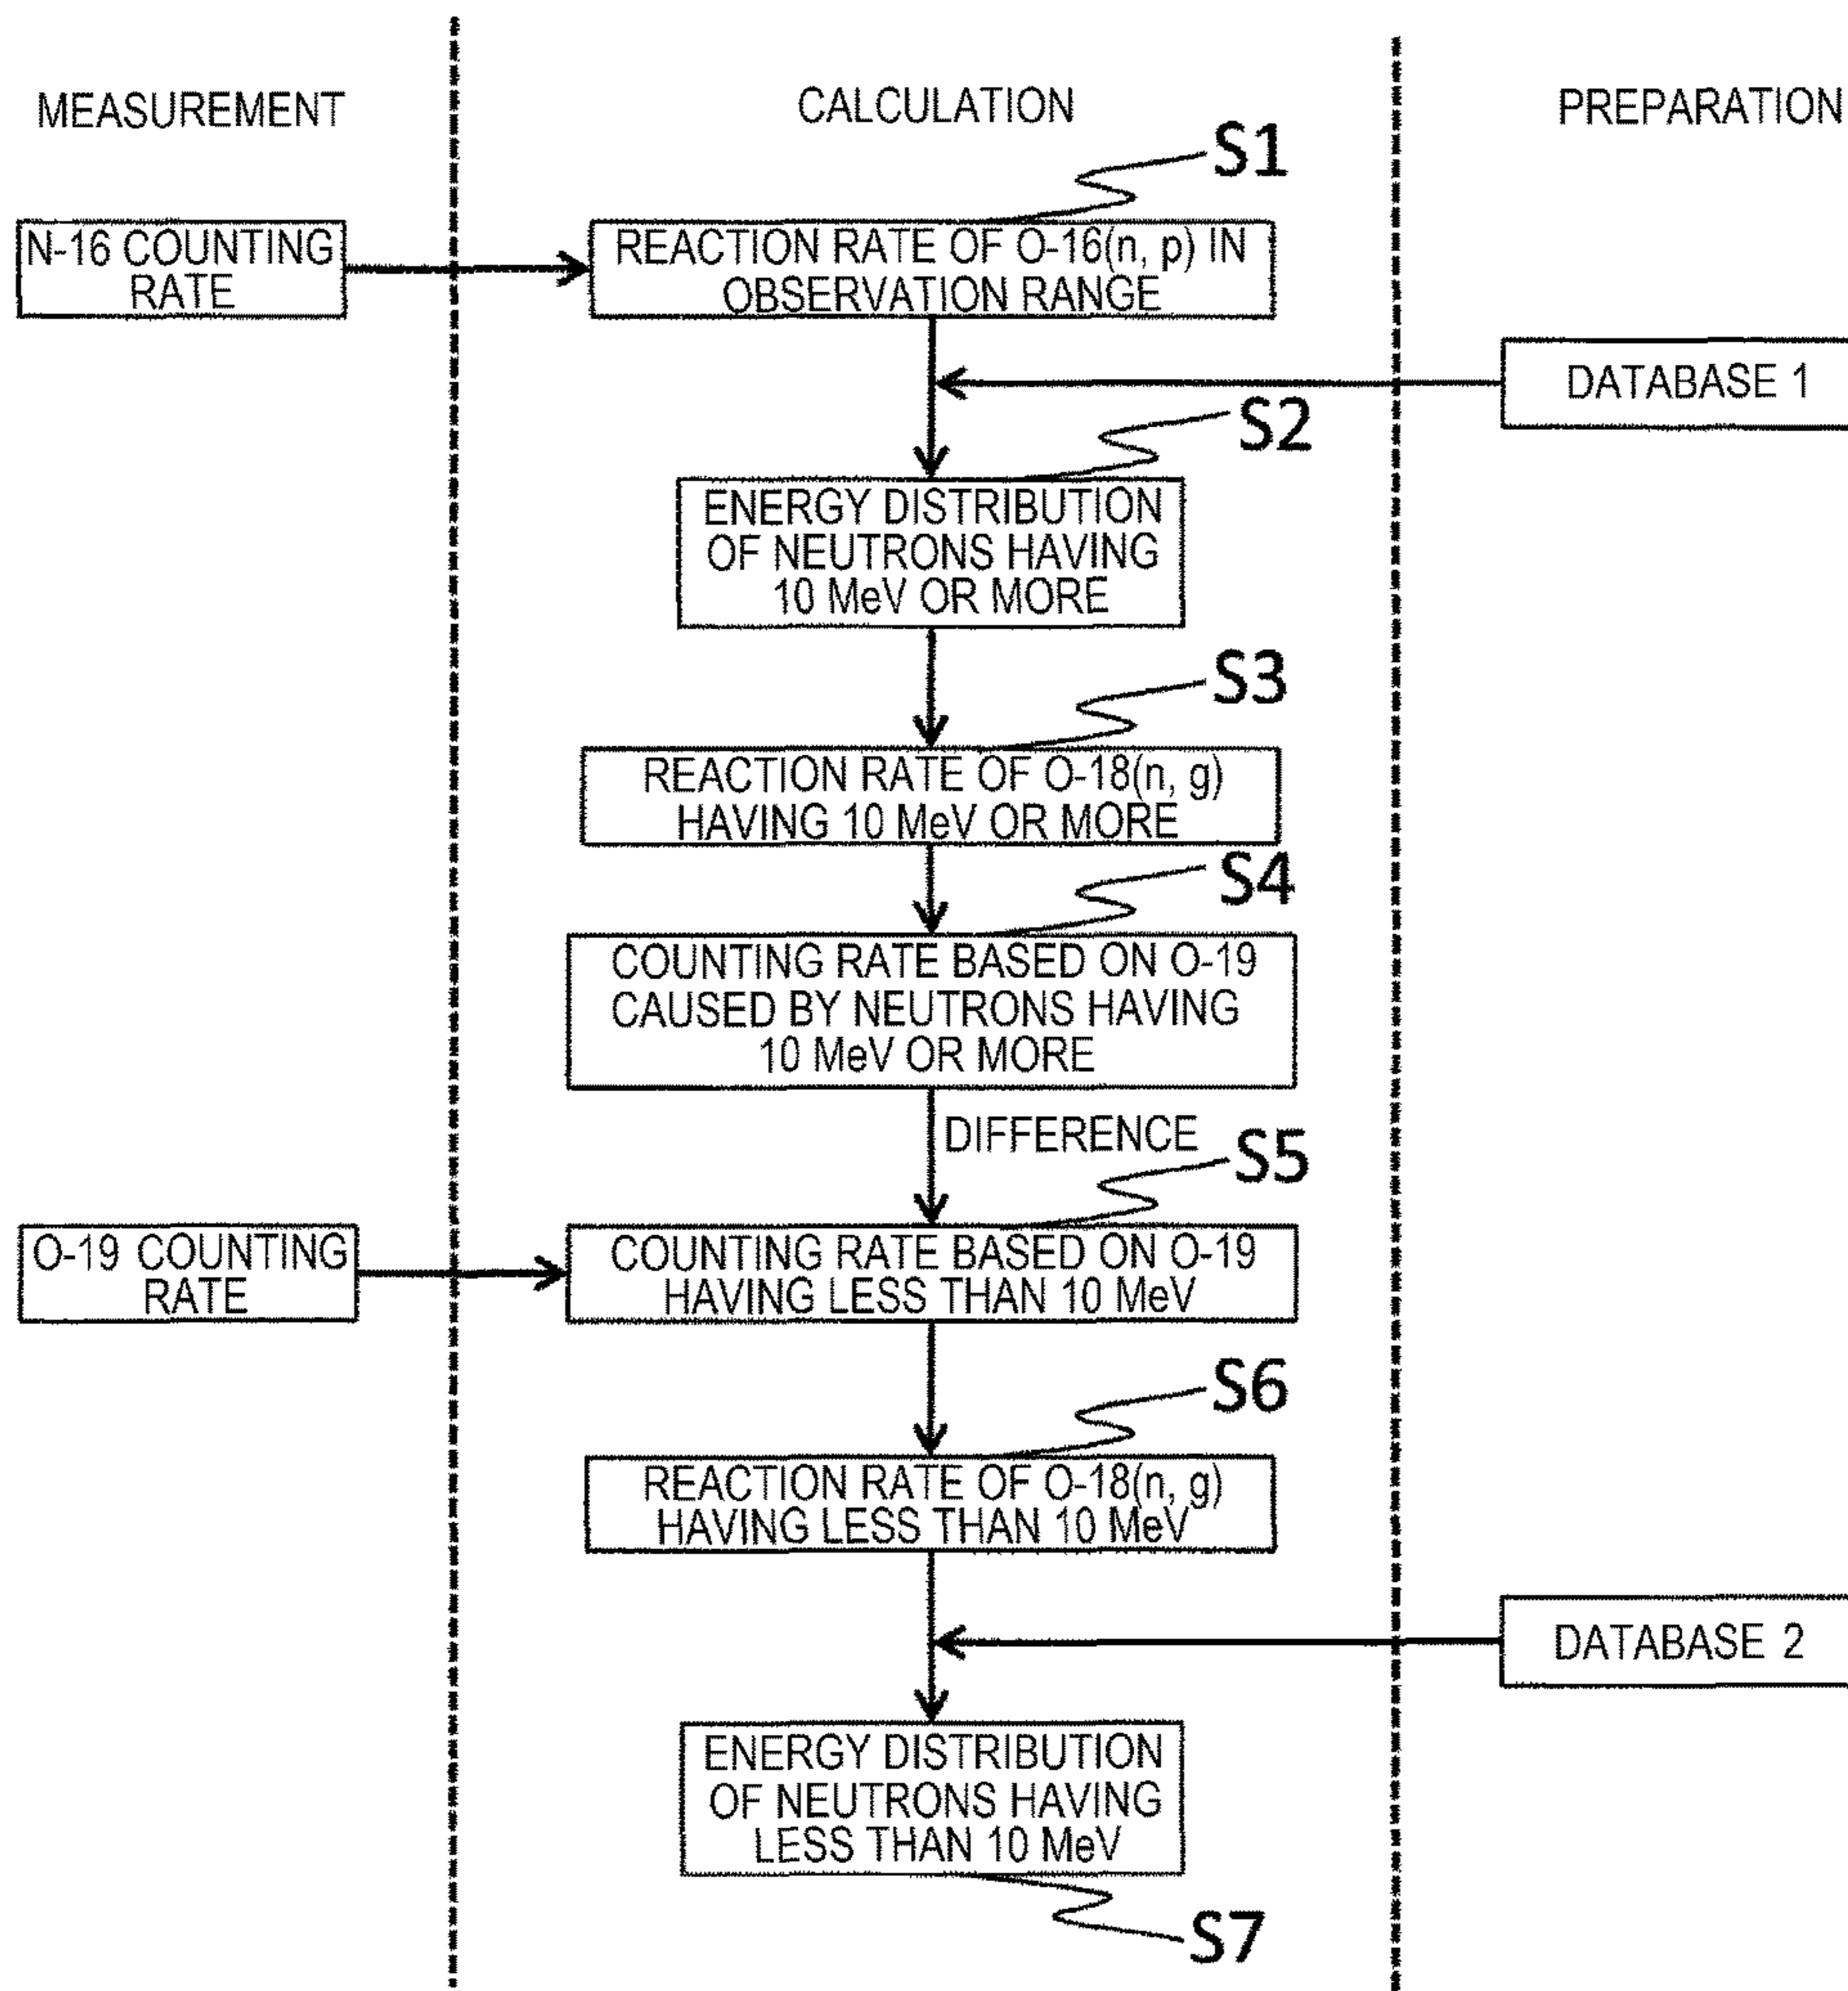 MEASUREMENT
CALCULATION
PREPARATION
S1
N-16 COUNTING
RATE
REACTION RATE OF O-16(n, p) IN
OBSERVATION RANGE
DATABASE 1
S2
ENERGY DISTRIBUTION
OF NEUTRONS HAVING
10 MeV OR MORE
S3
REACTION RATE OF O-18(n, g)
HAVING 10 MeV OR MORE
S4
COUNTING RATE BASED ON O-19
CAUSED BY NEUTRONS HAVING
10 MeV OR MORE
DIFFERENCE
S5
O-19 COUNTING
RATE
COUNTING RATE BASED ON O-19
HAVING LESS THAN 10 MeV
S6
REACTION RATE OF O-18(n, g)
HAVING LESS THAN 10 MeV
DATABASE 2
ENERGY DISTRIBUTION
OF NEUTRONS HAVING
LESS THAN 10 MeV
S7